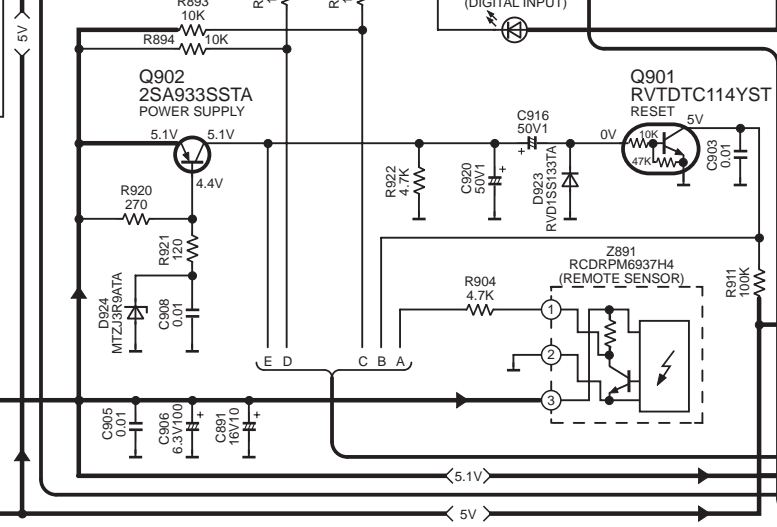 R893
10K
(DIGITAL INPUT)
5V
R894 10K
Q902
2SA933SSTA
POWER SUPPLY
5.1V
5.1V
4.4V
Q901
RVTDTC114YST
RESET
5V
0V
10K
47K
C916
50V1
+
R922
4.7K
C920
50V1
+
D923
RVD1SS133TA
C903
0.01
R920
270
R921
120
D924
MTZJ3R9ATA
C908
0.01
Z891
RCDRPM6937H4
(REMOTE SENSOR)
R911
100K
R904
4.7K
1
2
3
E D C B A
C905
0.01
C906
6.3V100
+
C891
16V10
+
5.1V
5V